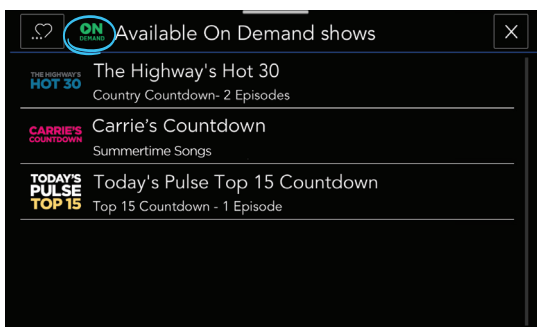 ON
DEMAND
Available On Demand shows
THE HIGHWAY'S
HOT 30
The Highway's Hot 30
Country Countdown- 2 Episodes
CARRIE'S
COUNTDOWN
Carrie's Countdown
Summertime Songs
TODAY'S
PULSE
TOP 15
Today's Pulse Top 15 Countdown
Top 15 Countdown - 1 Episode